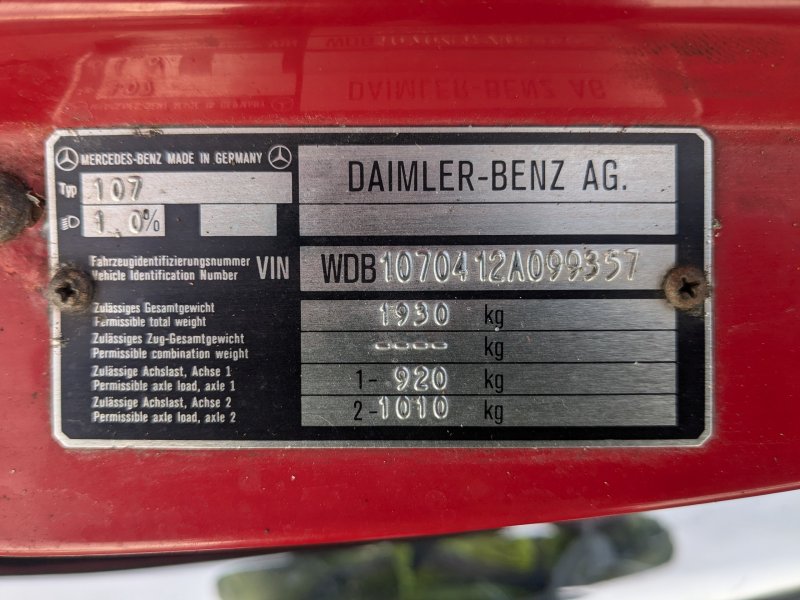 DAIMLER-BENZ AG
MERCEDES-BENZ MADE IN GERMANY
DAIMLER-BENZ AG.
Typ 107
1,0%
Fahrzeugidentifizierungsnummer
Vehicle Identification Number
VIN WDB1070412A099357
Zulässiges Gesamtgewicht
Permissible total weight
1930 kg
Zulässiges Zug-Gesamtgewicht
Permissible combination weight
---- kg
Zulässige Achslast, Achse 1
Permissible axle load, axle 1
1- 920 kg
Zulässige Achslast, Achse 2
Permissible axle load, axle 2
2-1010 kg